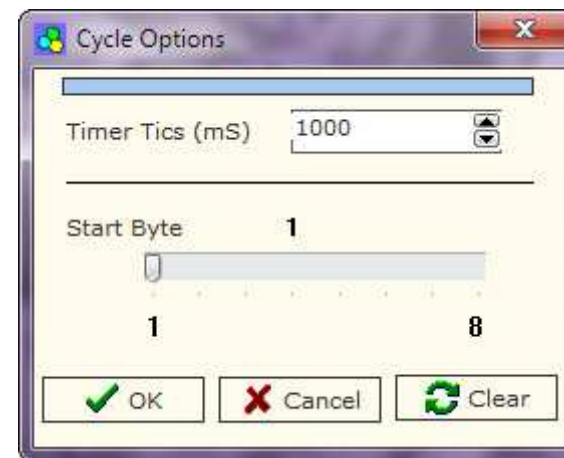 Cycle Options
Timer Tics (mS) 1000
Start Byte 1
1 8
OK Cancel Clear